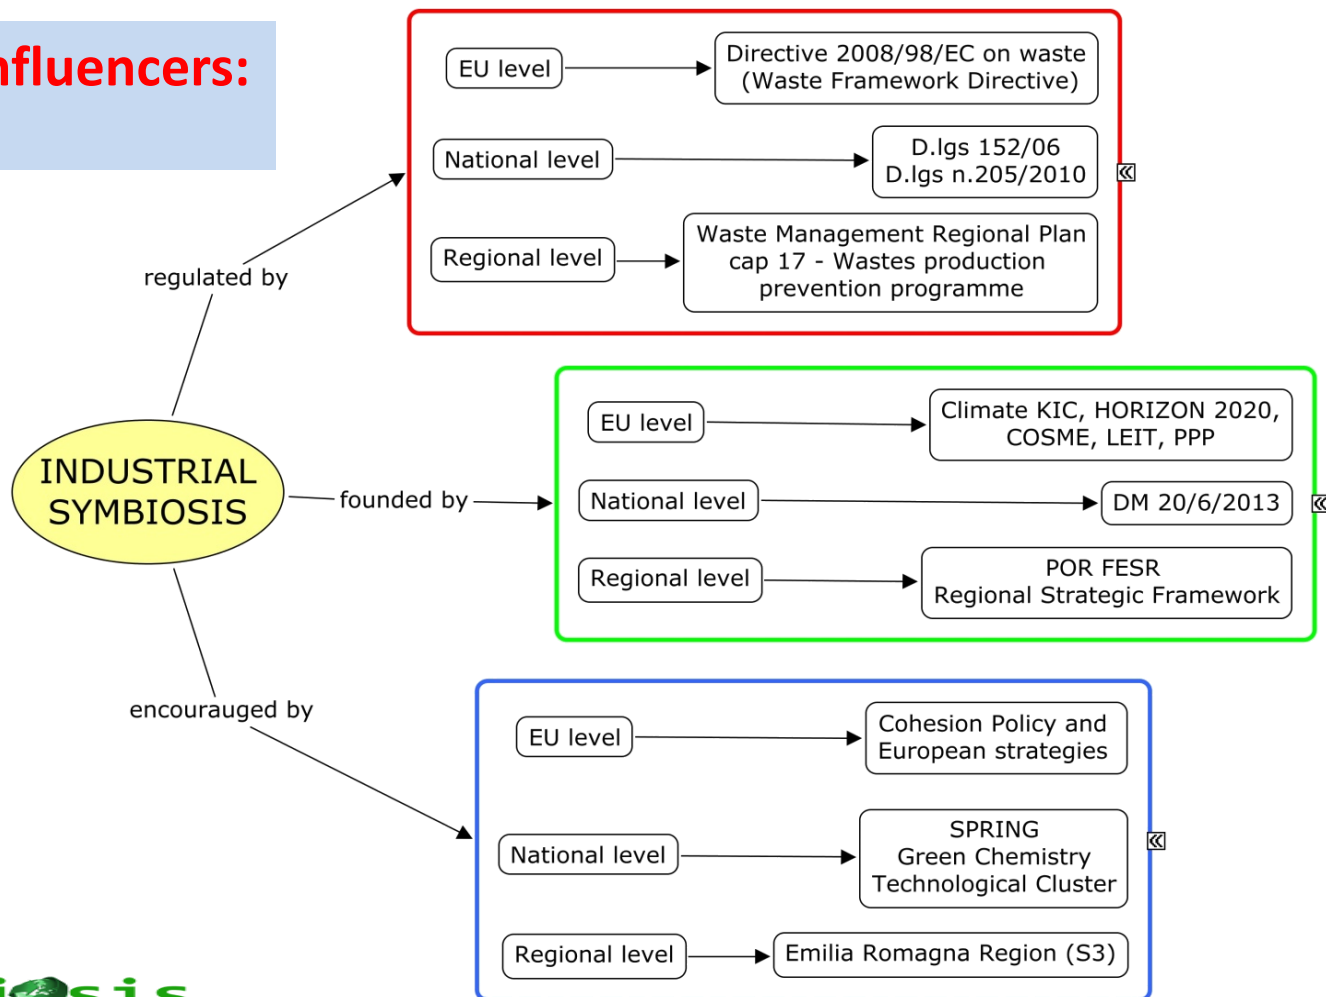 nfluencers:
EU level
Directive 2008/98/EC on waste
(Waste Framework Directive)
National level
D.lgs 152/06
D.lgs n.205/2010
Regional level
Waste Management Regional Plan
cap 17 - Wastes production
prevention programme
regulated by
INDUSTRIAL
SYMBIOSIS
founded by
EU level
Climate KIC, HORIZON 2020,
COSME, LEIT, PPP
National level
DM 20/6/2013
Regional level
POR FESR
Regional Strategic Framework
encourauged by
EU level
Cohesion Policy and
European strategies
National level
SPRING
Green Chemistry
Technological Cluster
Regional level
Emilia Romagna Region (S3)